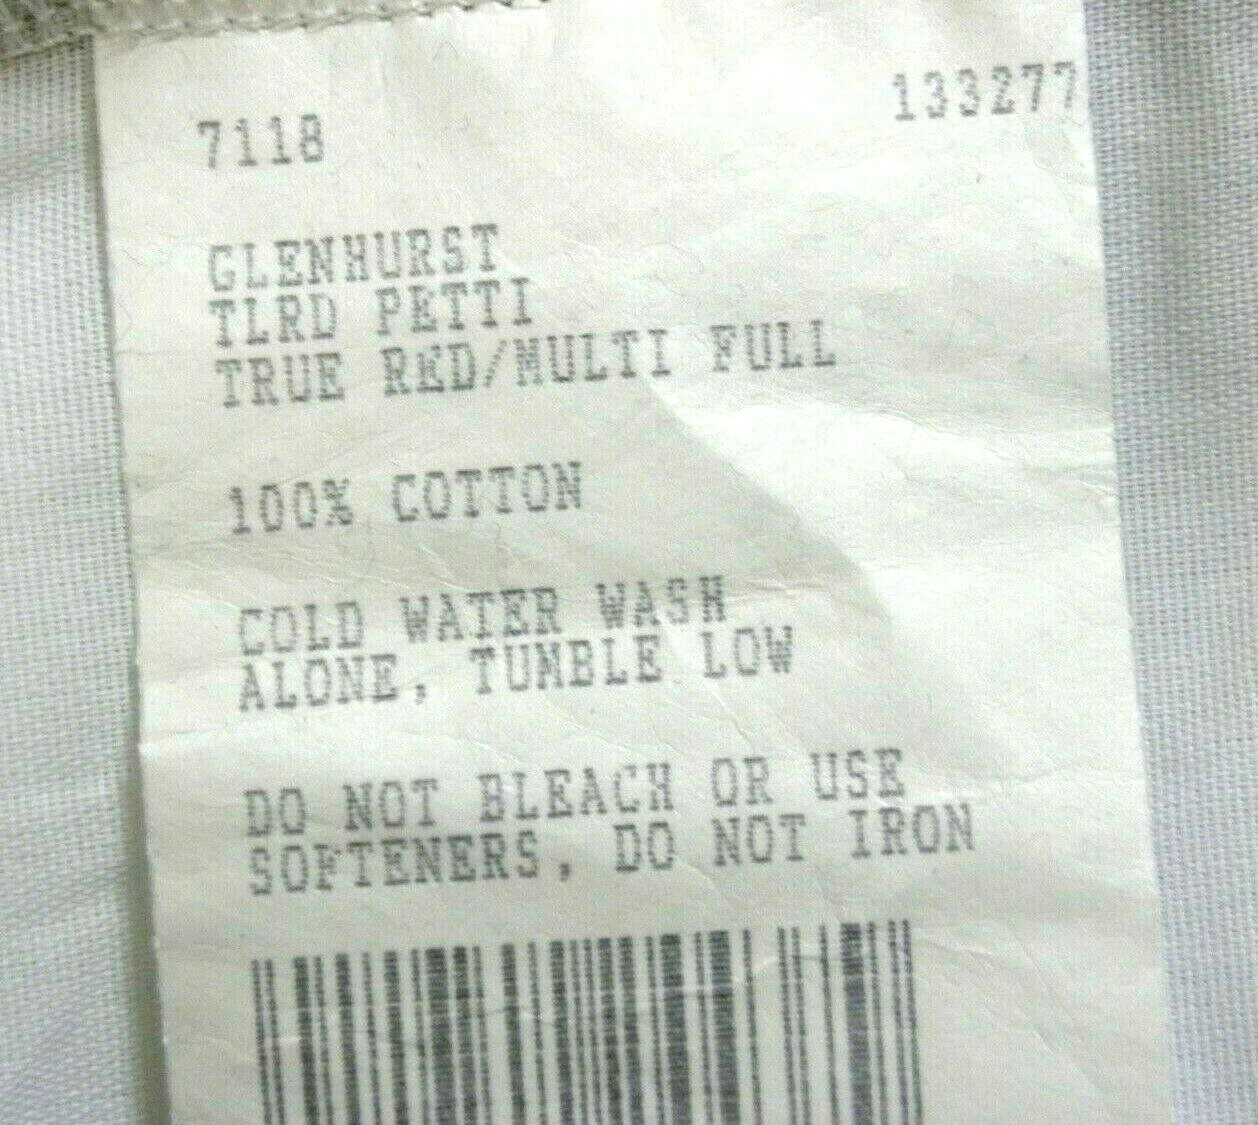 7118 133277
GLENHURST
TLRD PETTI
TRUE RED/MULTI FULL
100% COTTON
COLD WATER WASH
ALONE, TUMBLE LOW
DO NOT BLEACH OR USE
SOFTENERS, DO NOT IRON